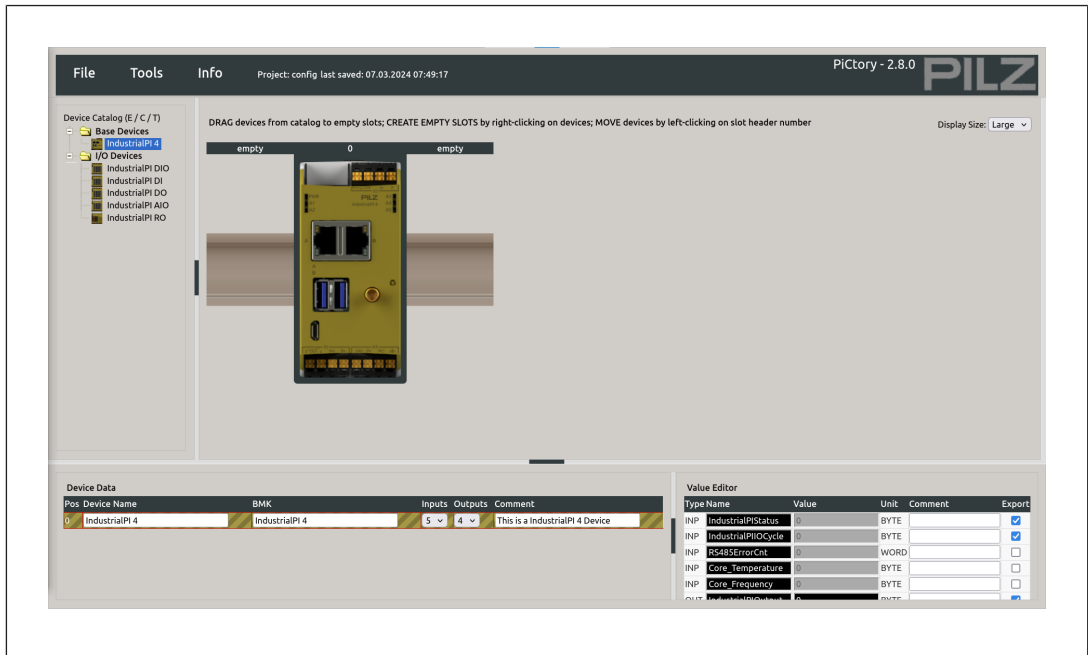 File Tools Info Project: config last saved: 07.03.2024 07:49:17 PiCtory - 2.8.0 PILZ
Device Catalog (E / C / T)
Base Devices
IndustrialPI 4
I/O Devices
IndustrialPI DIO
IndustrialPI DI
IndustrialPI DO
IndustrialPI AIO
IndustrialPI RO
DRAG devices from catalog to empty slots; CREATE EMPTY SLOTS by right-clicking on devices; MOVE devices by left-clicking on slot header number
Display Size: Large
empty 0 empty
PILZ
Device Data
Pos Device Name BMK Inputs Outputs Comment
0 IndustrialPI 4 IndustrialPI 4 5 4 This is a IndustrialPI 4 Device
Value Editor
Type Name Value Unit Comment Export
INP IndustrialPIStatus 0 BYTE
INP IndustrialPIIOCycle 0 BYTE
INP RS485ErrorCnt 0 WORD
INP Core_Temperature 0 BYTE
INP Core_Frequency 0 BYTE
OUT IndustrialPIOutput 0 BYTE